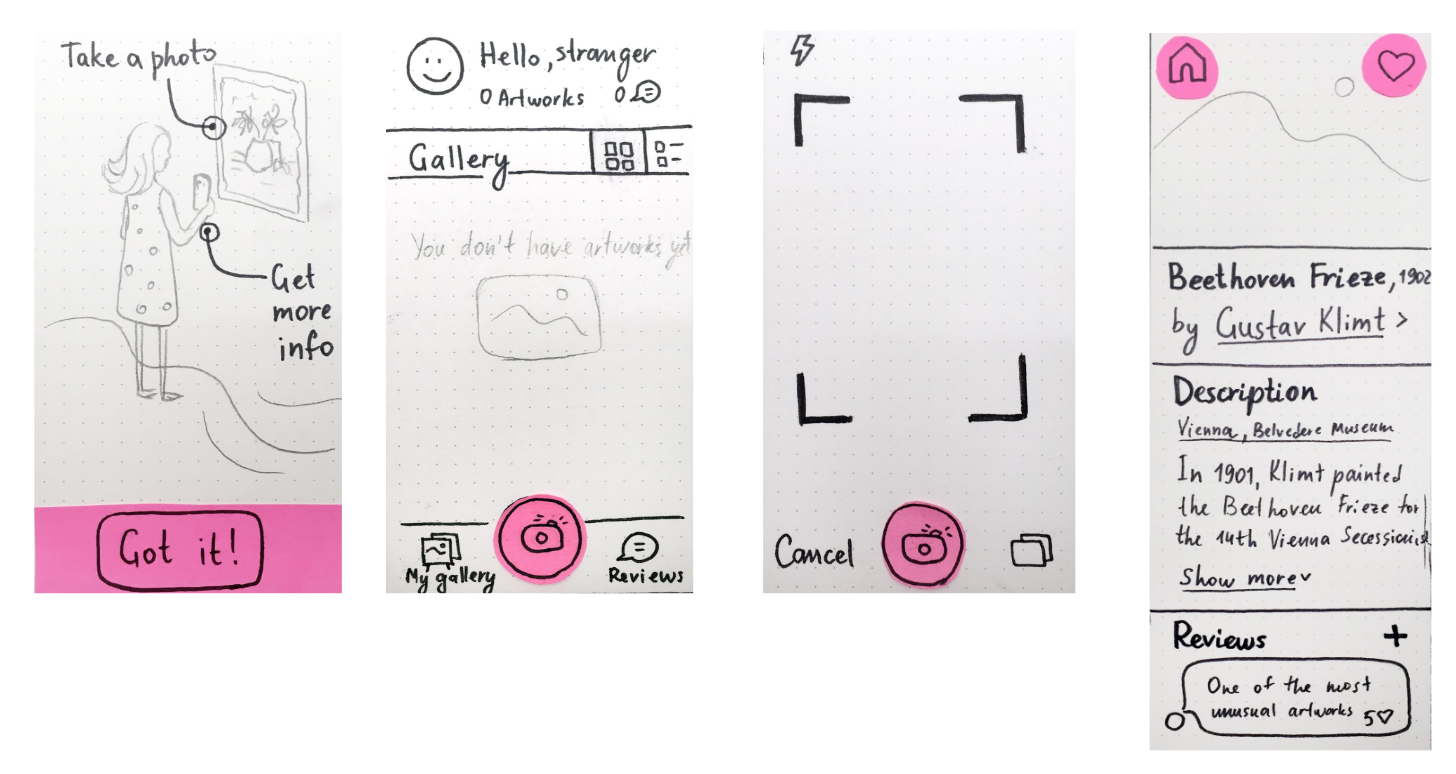 Take a photo
Get
more
info
Got it!
Hello, stranger
0 Artworks 0
Gallery
You don't have artworks yet
My gallery
Reviews
Cancel
Beethoven Frieze, 1902
by Gustav Klimt >
Description
Vienna, Belvedere Museum
In 1901, Klimt painted
the Beethoven Frieze for
the 14th Vienna Secessionist
Show more
Reviews +
One of the most
unusual artworks 5